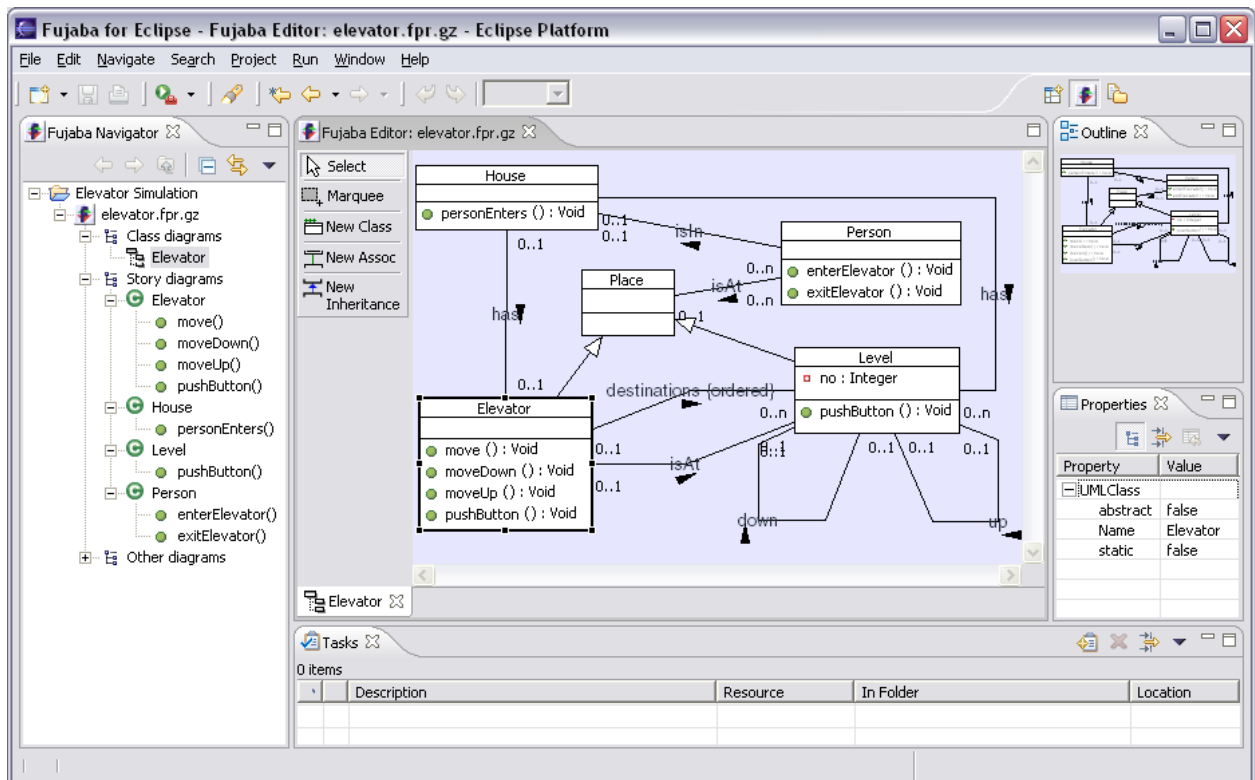 Fujaba for Eclipse - Fujaba Editor: elevator.fpr.gz - Eclipse Platform
File Edit Navigate Search Project Run Window Help
Fujaba Navigator
Elevator Simulation
elevator.fpr.gz
Class diagrams
Elevator
Story diagrams
Elevator
move()
moveDown()
moveUp()
pushButton()
House
personEnters()
Level
pushButton()
Person
enterElevator()
exitElevator()
Other diagrams
Fujaba Editor: elevator.fpr.gz
Select
Marquee
New Class
New Assoc
New
Inheritance
House
personEnters () : Void
0..1
0..1
0..1
isIn
Person
0..n
enterElevator () : Void
exitElevator () : Void
Place
isAt
0..n
0..1
has
has
Level
no : Integer
pushButton () : Void
0..1
destinations {ordered}
0..n
0..n
Elevator
move () : Void
moveDown () : Void
moveUp () : Void
pushButton () : Void
0..1
isAt
0..1
0..1
0..1
0..1
0..1
down
up
Elevator
Outline
Properties
Property Value
UMLClass
abstract false
Name Elevator
static false
Tasks
0 items
Description Resource In Folder Location